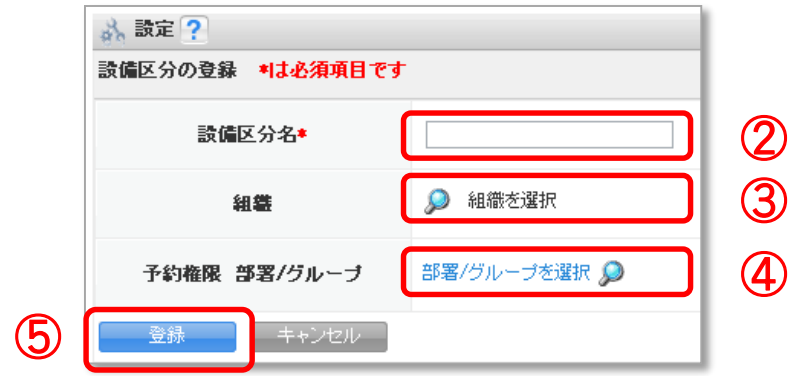 設定 ?
設備区分の登録 *は必須項目です
設備区分名* ②
組織 組織を選択 ③
予約権限 部署/グループ 部署/グループを選択 ④
⑤ 登録 キャンセル